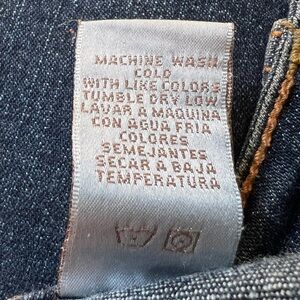 MACHINE WASH
COLD
WITH LIKE COLORS
TUMBLE DRY LOW
LAVAR A MAQUINA
CON AGUA FRIA
COLORES
SEMEJANTES
SECAR A BAJA
TEMPERATURA